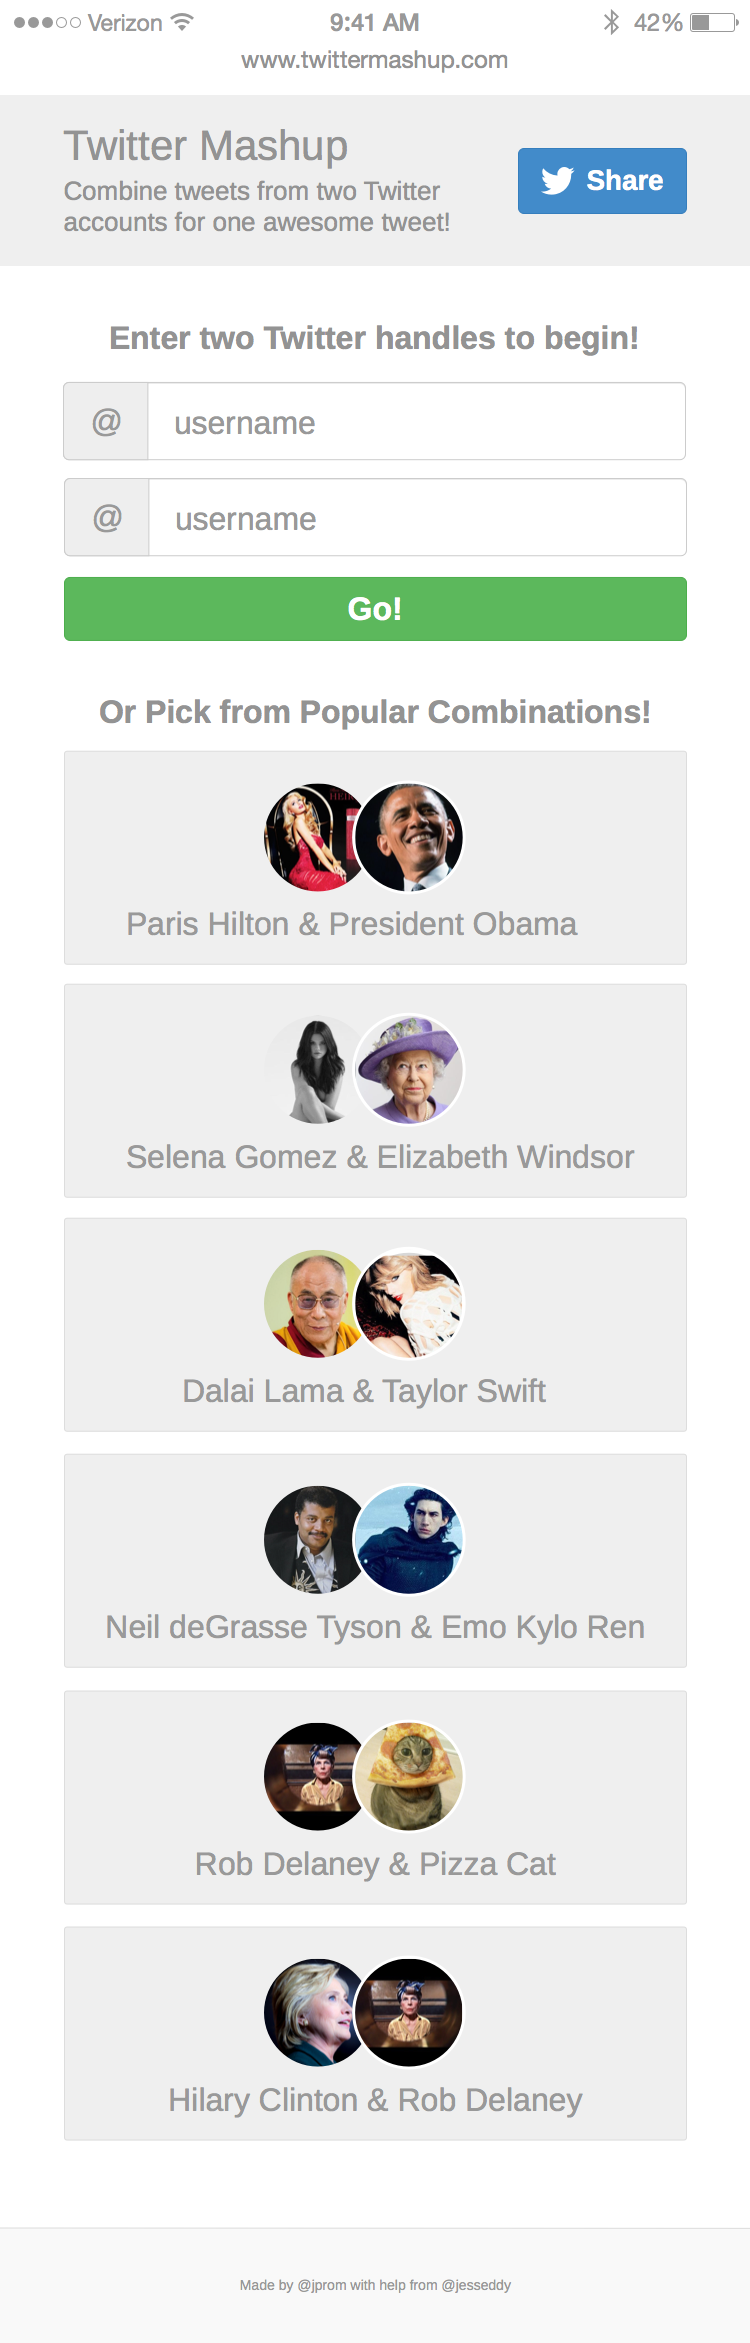 Verizon 9:41 AM 42%
www.twittermashup.com
Twitter Mashup
Combine tweets from two Twitter
accounts for one awesome tweet!
Share
Enter two Twitter handles to begin!
@ username
@ username
Go!
Or Pick from Popular Combinations!
Paris Hilton & President Obama
Selena Gomez & Elizabeth Windsor
Dalai Lama & Taylor Swift
Neil deGrasse Tyson & Emo Kylo Ren
Rob Delaney & Pizza Cat
Hilary Clinton & Rob Delaney
Made by @jprom with help from @jesseddy